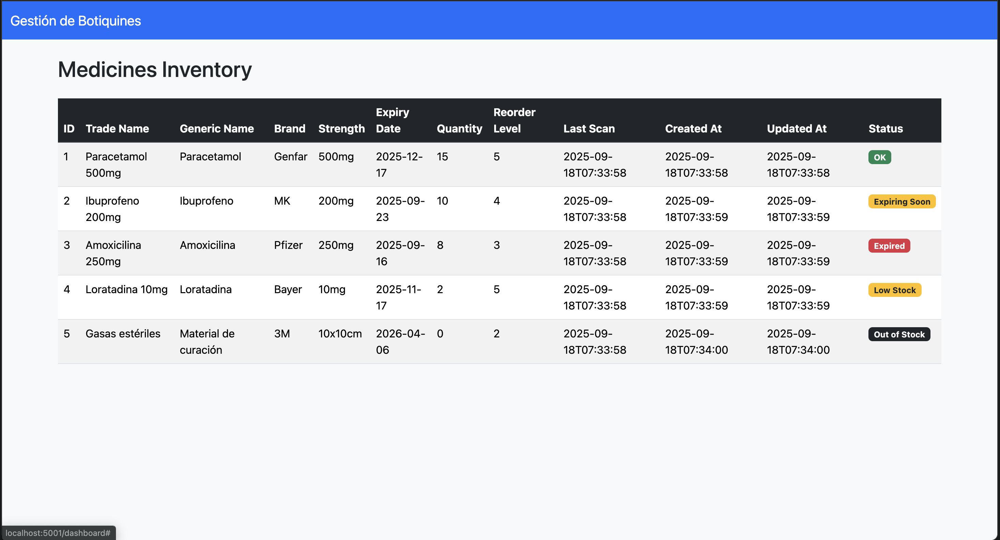 Gestión de Botiquines
Medicines Inventory
ID Trade Name Generic Name Brand Strength Expiry Date Quantity Reorder Level Last Scan Created At Updated At Status
1 Paracetamol 500mg Paracetamol Genfar 500mg 2025-12-17 15 5 2025-09-18T07:33:58 2025-09-18T07:33:58 2025-09-18T07:33:58 OK
2 Ibuprofeno 200mg Ibuprofeno MK 200mg 2025-09-23 10 4 2025-09-18T07:33:58 2025-09-18T07:33:59 2025-09-18T07:33:59 Expiring Soon
3 Amoxicilina 250mg Amoxicilina Pfizer 250mg 2025-09-16 8 3 2025-09-18T07:33:58 2025-09-18T07:33:59 2025-09-18T07:33:59 Expired
4 Loratadina 10mg Loratadina Bayer 10mg 2025-11-17 2 5 2025-09-18T07:33:58 2025-09-18T07:33:59 2025-09-18T07:33:59 Low Stock
5 Gasas estériles Material de curación 3M 10x10cm 2026-04-06 0 2 2025-09-18T07:33:58 2025-09-18T07:34:00 2025-09-18T07:34:00 Out of Stock
localhost:5001/dashboard#